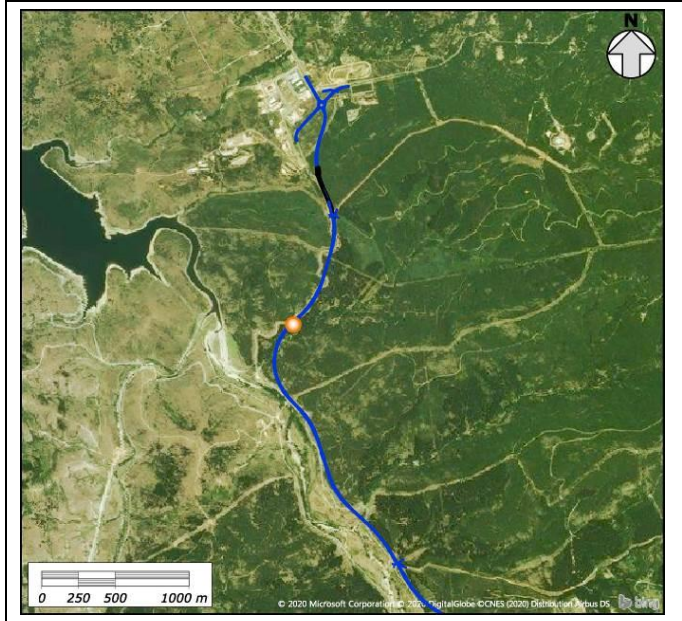 N
0 250 500 1000 m
© 2020 Microsoft Corporation © 2020 DigitalGlobe ©CNES (2020) Distribution Airbus DS
bing